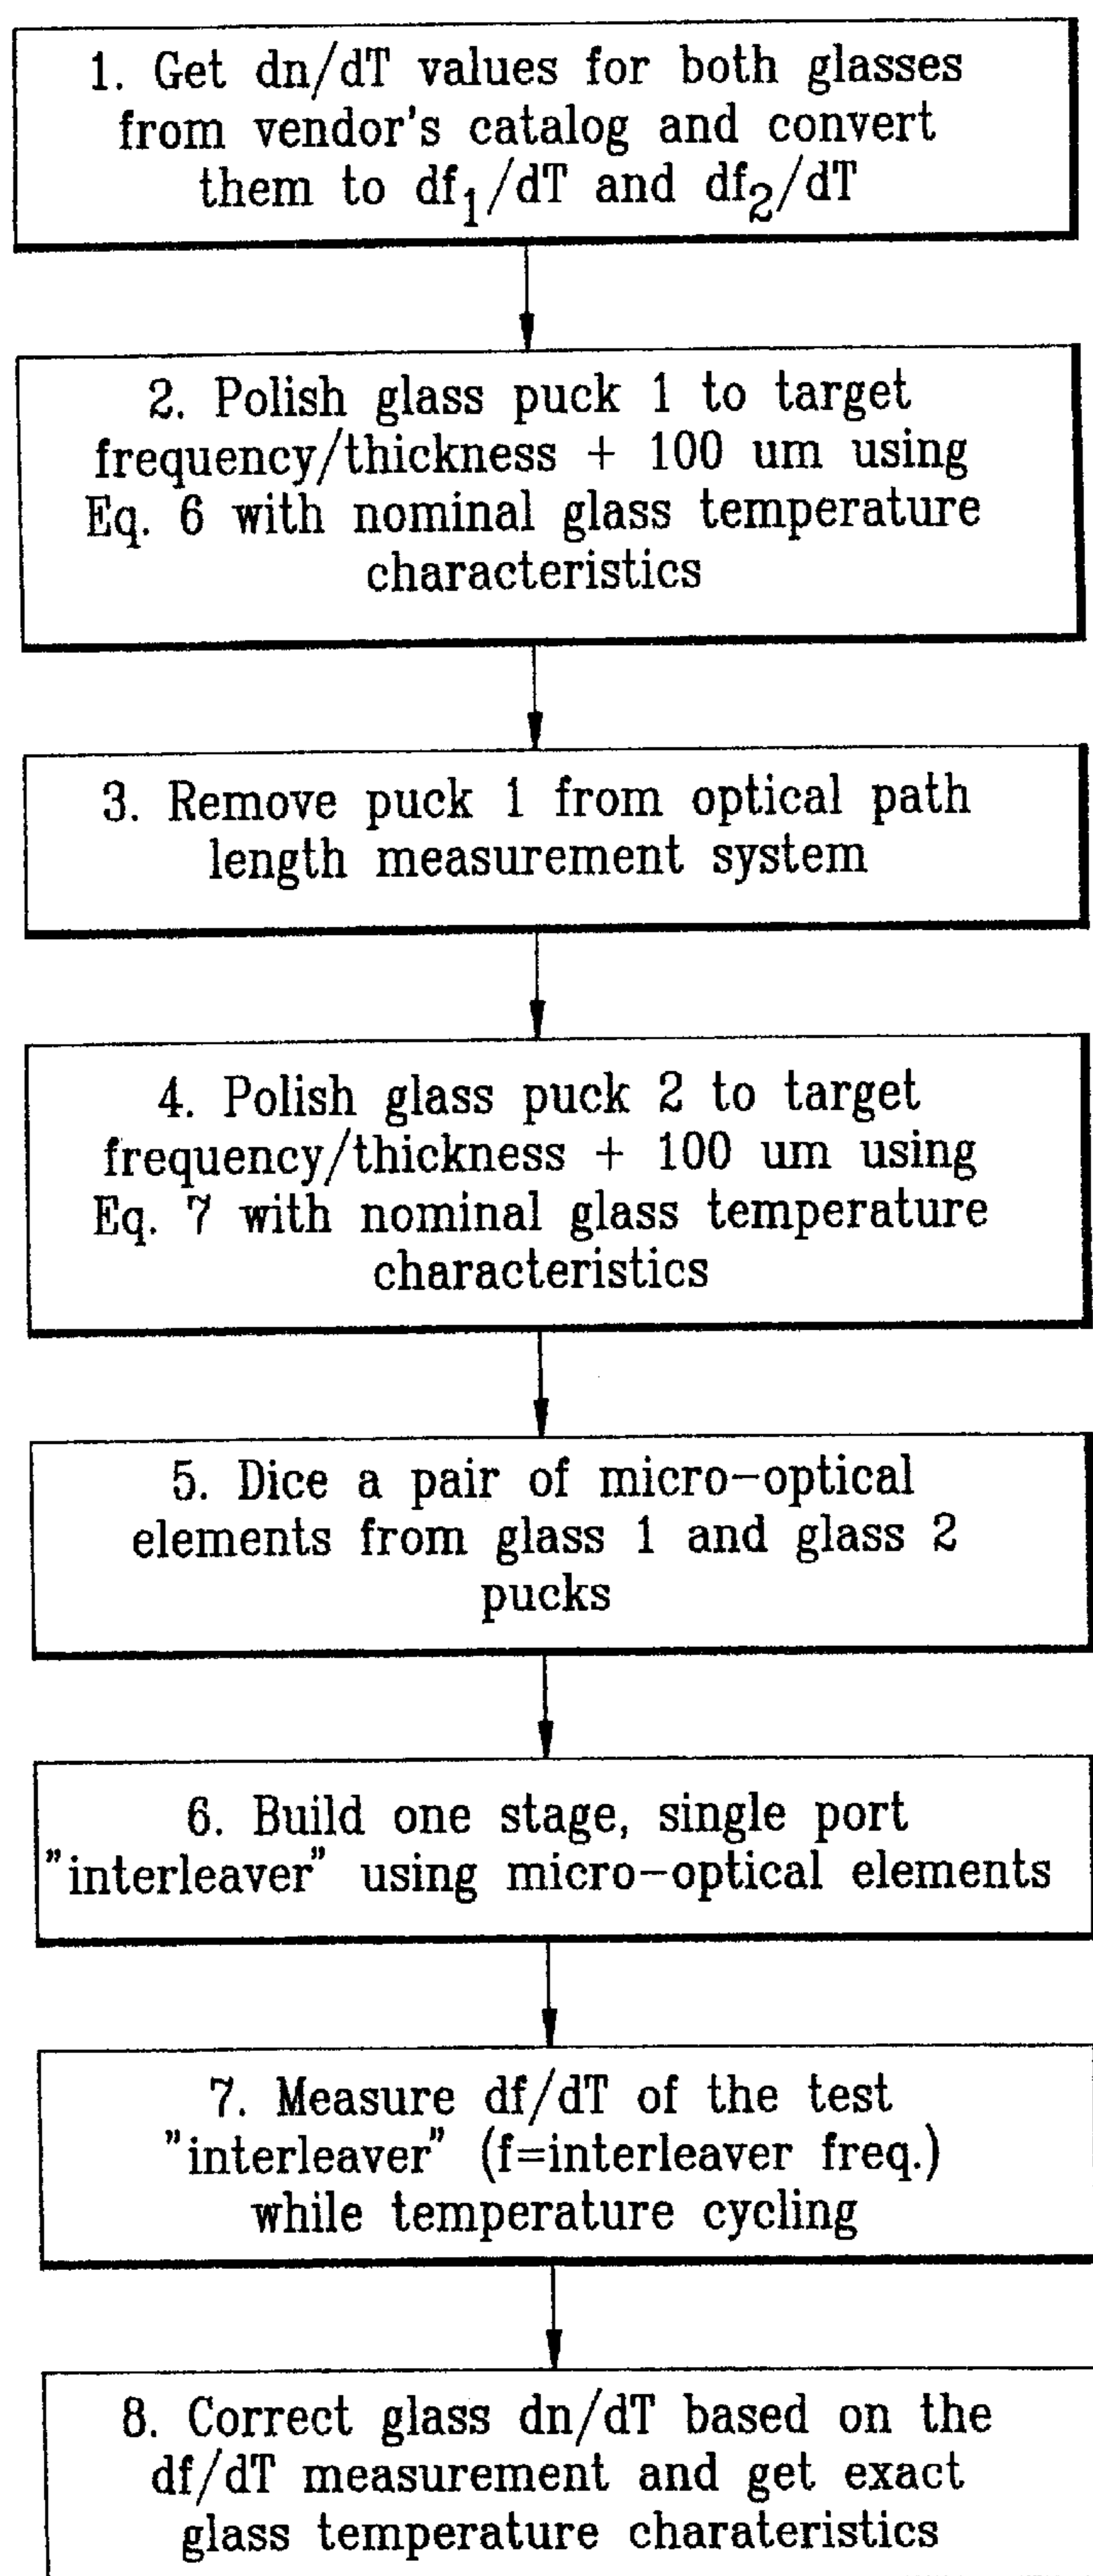 1. Get dn/dT values for both glasses
from vendor's catalog and convert
them to df₁/dT and df₂/dT
2. Polish glass puck 1 to target
frequency/thickness + 100 um using
Eq. 6 with nominal glass temperature
characteristics
3. Remove puck 1 from optical path
length measurement system
4. Polish glass puck 2 to target
frequency/thickness + 100 um using
Eq. 7 with nominal glass temperature
characteristics
5. Dice a pair of micro-optical
elements from glass 1 and glass 2
pucks
6. Build one stage, single port
"interleaver" using micro-optical elements
7. Measure df/dT of the test
"interleaver" (f=interleaver freq.)
while temperature cycling
8. Correct glass dn/dT based on the
df/dT measurement and get exact
glass temperature charateristics